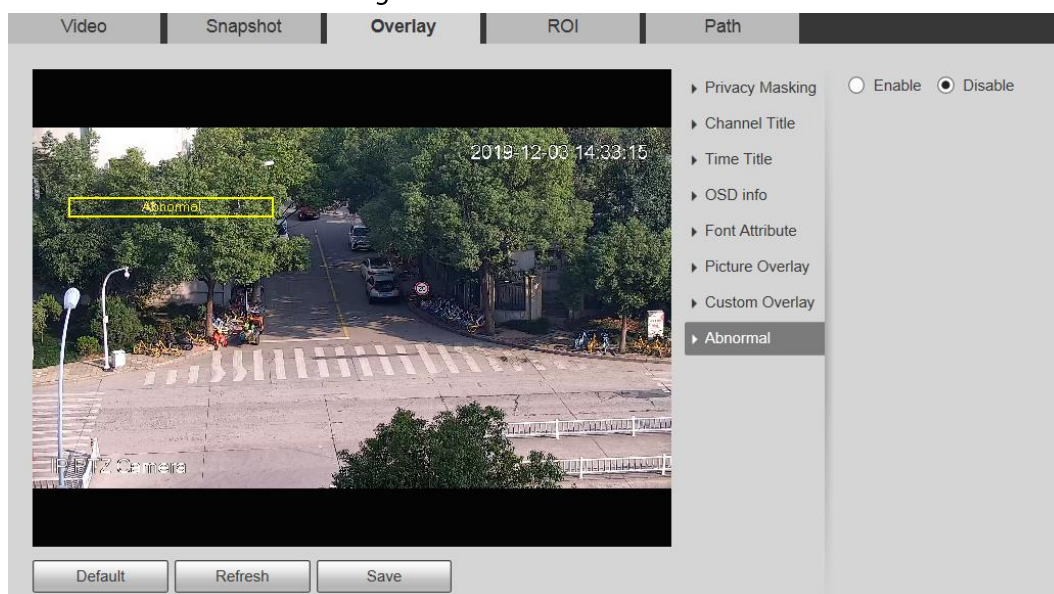 Video Snapshot Overlay ROI Path
Privacy Masking
Enable Disable
Channel Title
2019-12-03 14:33:15
Time Title
OSD info
Abnormal
Font Attribute
Picture Overlay
Custom Overlay
Abnormal
IP PTZ Camera
Default Refresh Save